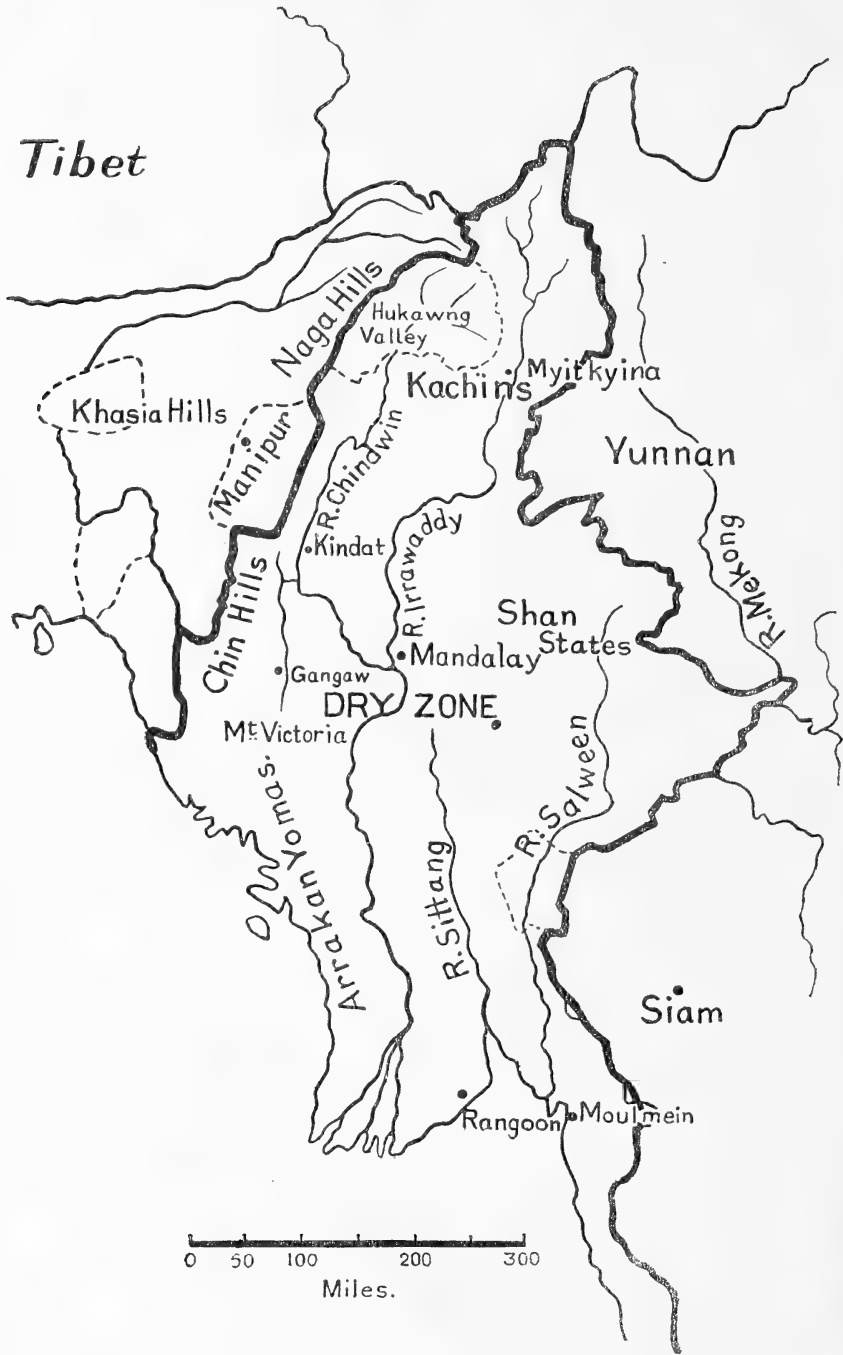 Tibet
Naga Hills
Hukawng
Valley
Kachins
Myitkyina
Khasia Hills
Manipur
R. Chindwin
Yunnan
Kindat
R. Irrawaddy
R. Mekong
Chin Hills
Shan
States
Gangaw
Mandalay
DRY ZONE
Mt. Victoria
Arrakan Yomas.
R. Sittang
R. Salween
Siam
Rangoon
Moulmein
0 50 100 200 300
Miles.